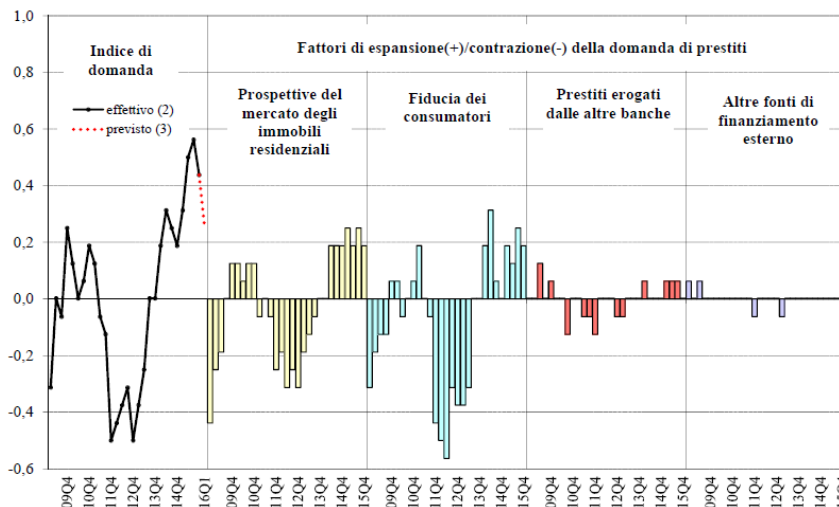 1,0
0,8
0,6
0,4
0,2
0,0
-0,2
-0,4
-0,6
Indice di
domanda
effettivo (2)
previsto (3)
Fattori di espansione(+)/contrazione(-) della domanda di prestiti
Prospettive del
mercato degli
immobili
residenziali
Fiducia dei
consumatori
Prestiti erogati
dalle altre banche
Altre fonti di
finanziamento
esterno
09Q4
10Q4
11Q4
12Q4
13Q4
14Q4
16Q1
09Q4
10Q4
11Q4
12Q4
13Q4
14Q4
15Q4
09Q4
10Q4
11Q4
12Q4
13Q4
14Q4
15Q4
09Q4
10Q4
11Q4
12Q4
13Q4
14Q4
15Q4
09Q4
10Q4
11Q4
12Q4
13Q4
14Q4